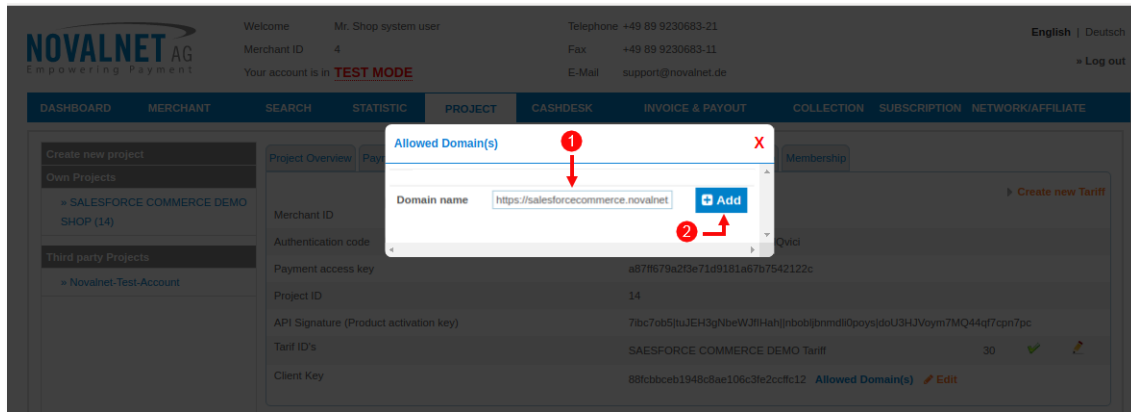 NOVALNET AG
Empowering Payment
Welcome Mr. Shop system user
Merchant ID 4
Your account is in TEST MODE
Telephone +49 89 9230683-21
Fax +49 89 9230683-11
E-Mail support@novalnet.de
English | Deutsch
» Log out
DASHBOARD MERCHANT SEARCH STATISTIC PROJECT CASHDESK INVOICE & PAYOUT COLLECTION SUBSCRIPTION NETWORK/AFFILIATE
Create new project
Own Projects
» SALESFORCE COMMERCE DEMO
SHOP (14)
Third party Projects
» Novalnet-Test-Account
Project Overview Membership
Allowed Domain(s) 1 X
Domain name https://salesforcecommerce.novalnet Add
2
Create new Tariff
Merchant ID
Authentication code
Payment access key a87ff679a2f3e71d9181a67b7542122c
Project ID 14
API Signature (Product activation key)
Tarif ID's SAESFORCE COMMERCE DEMO Tariff 30
Client Key 88fcbbceb1948c8ae106c3fe2ccffc12 Allowed Domain(s) Edit